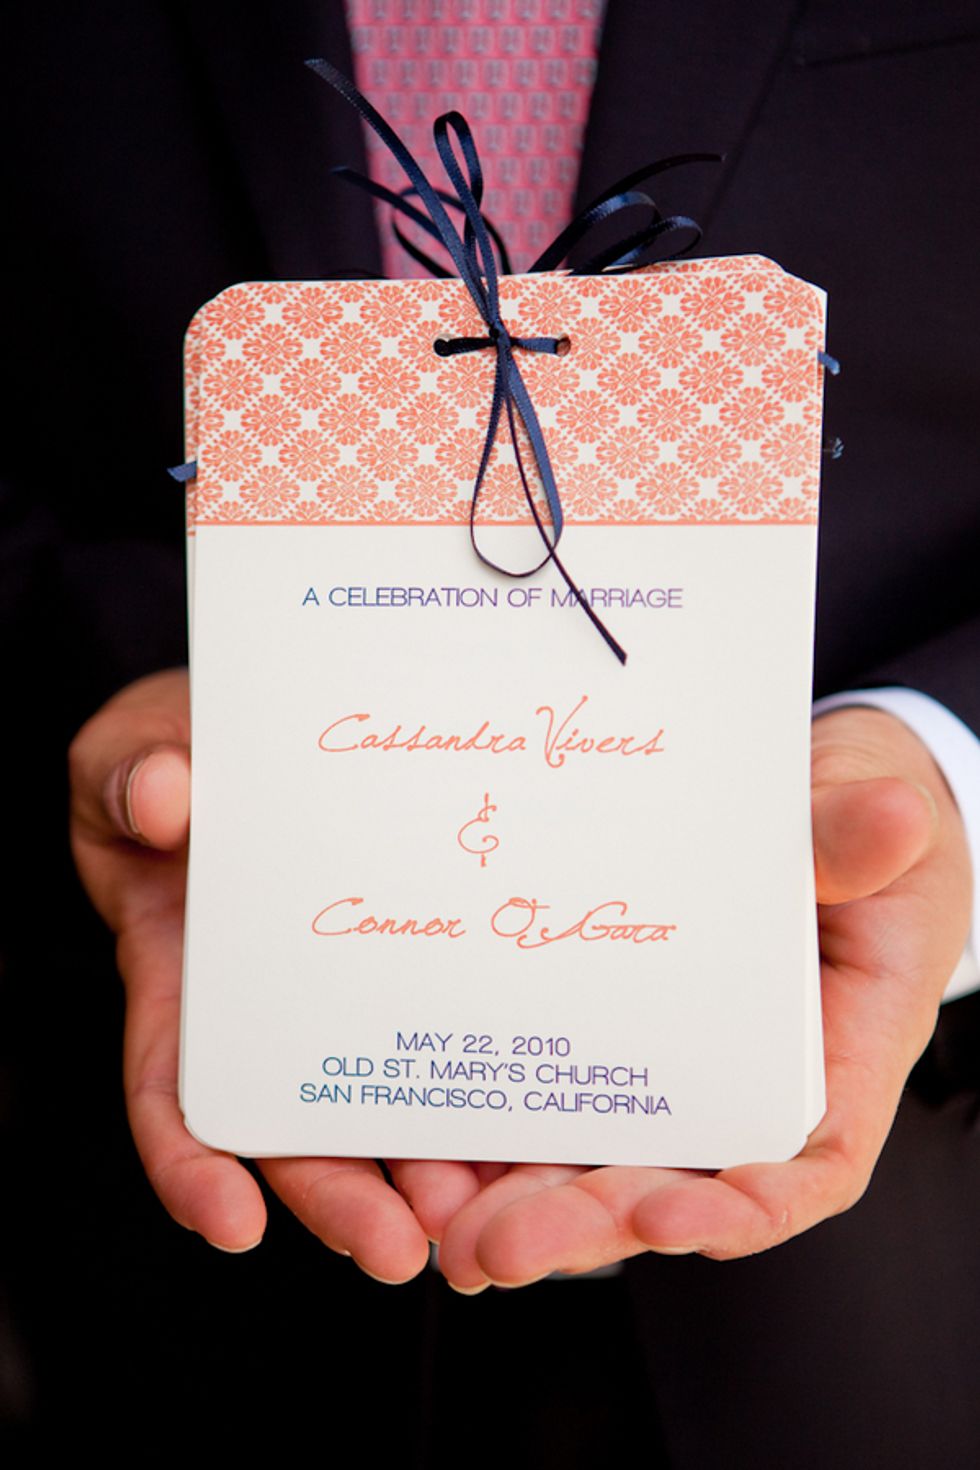 A CELEBRATION OF MARRIAGE
Cassandra Vivers
&
Connor O'Gara
MAY 22, 2010
OLD ST. MARY'S CHURCH
SAN FRANCISCO, CALIFORNIA